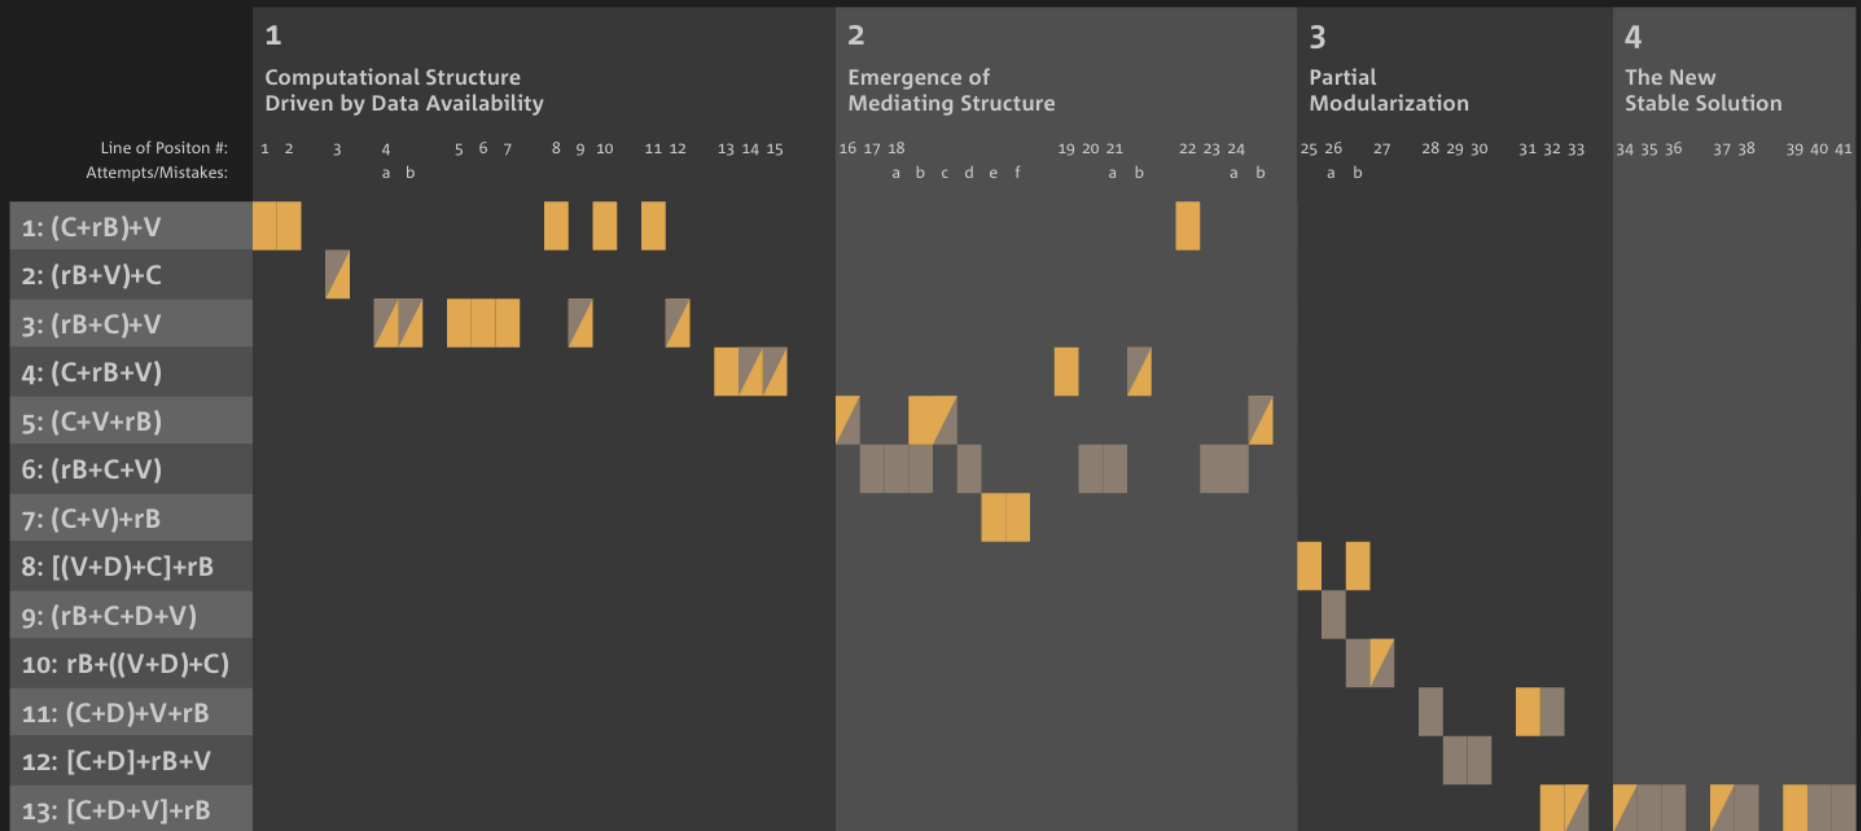 1
2
3
4
Computational Structure
Driven by Data Availability
Emergence of
Mediating Structure
Partial
Modularization
The New
Stable Solution
Line of Positon #: 1 2 3 4 5 6 7 8 9 10 11 12 13 14 15 16 17 18 19 20 21 22 23 24 25 26 27 28 29 30 31 32 33 34 35 36 37 38 39 40 41
Attempts/Mistakes: a b a b c d e f a b a b a b
1: (C+rB)+V
2: (rB+V)+C
3: (rB+C)+V
4: (C+rB+V)
5: (C+V+rB)
6: (rB+C+V)
7: (C+V)+rB
8: [(V+D)+C]+rB
9: (rB+C+D+V)
10: rB+((V+D)+C)
11: (C+D)+V+rB
12: [C+D]+rB+V
13: [C+D+V]+rB